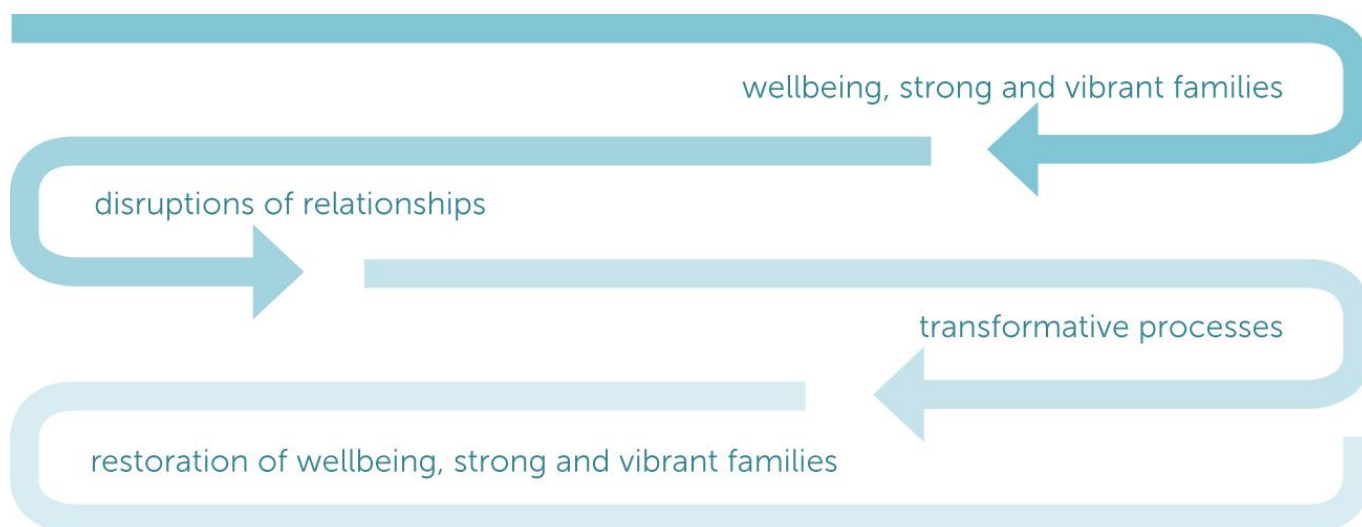 wellbeing, strong and vibrant families
disruptions of relationships
transformative processes
restoration of wellbeing, strong and vibrant families